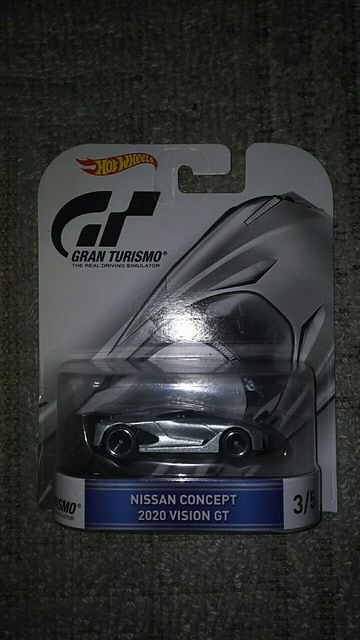 Hot Wheels
GT
GRAN TURISMO®
THE REAL DRIVING SIMULATOR
NISSAN CONCEPT
2020 VISION GT
3/5